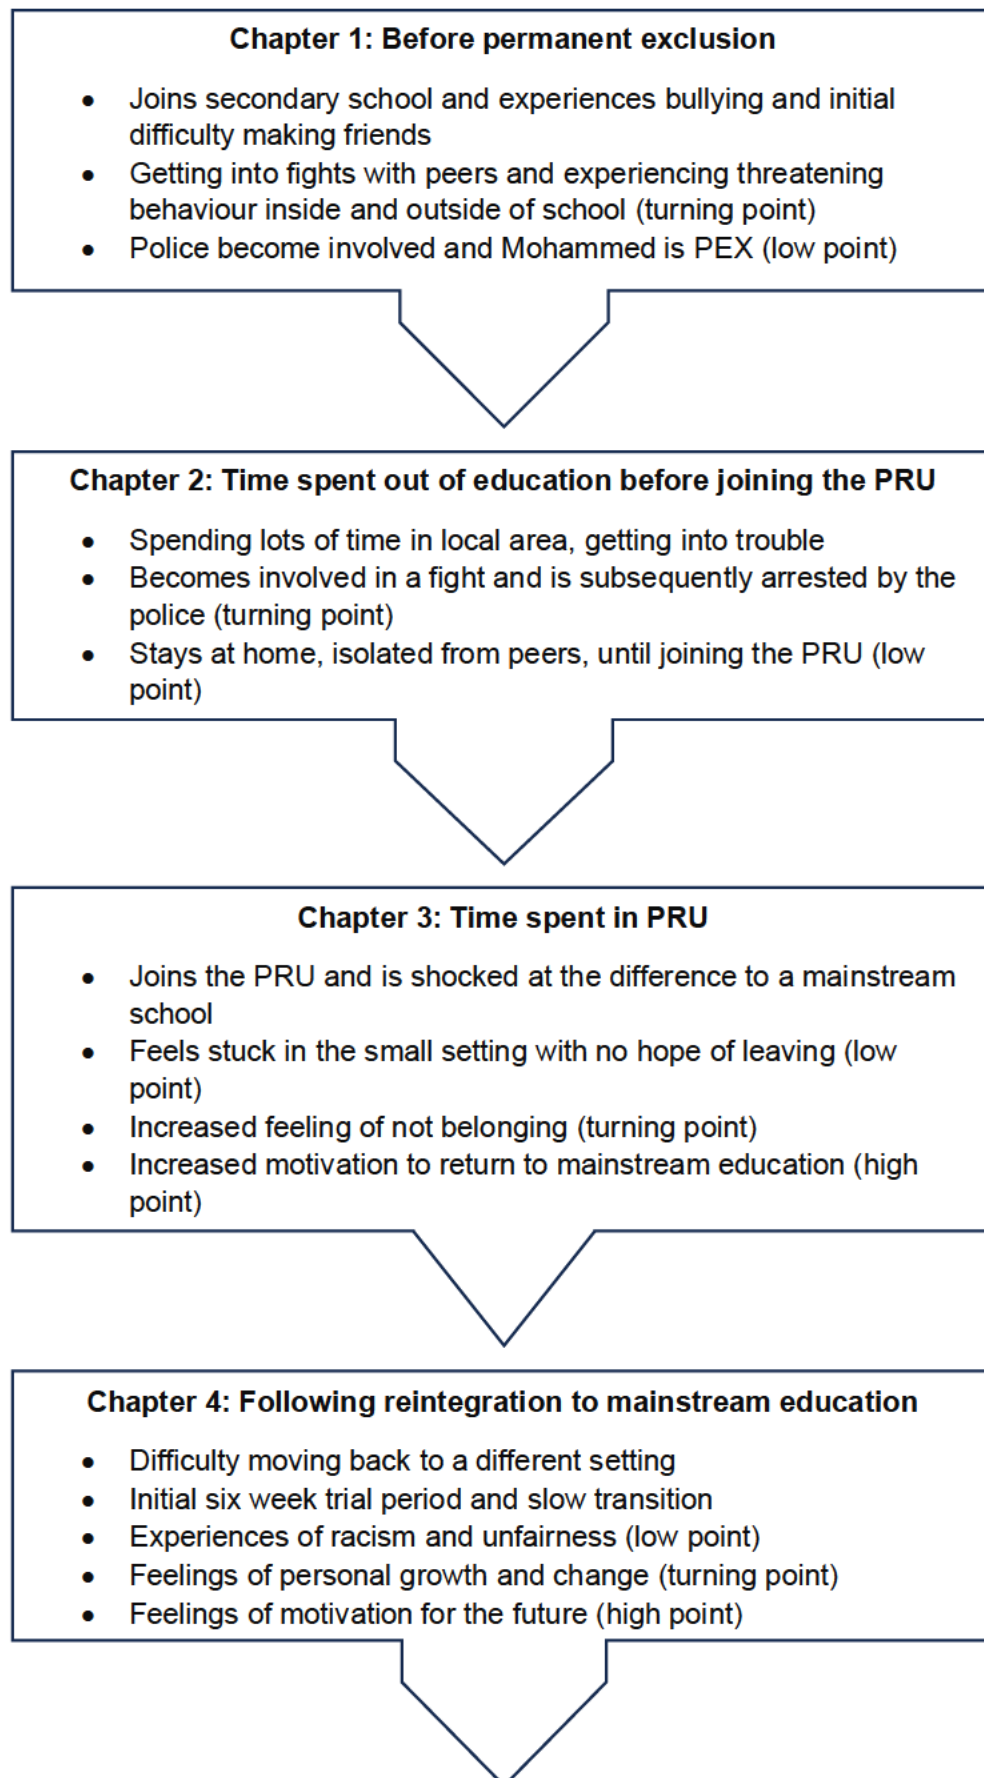 Chapter 1: Before permanent exclusion
• Joins secondary school and experiences bullying and initial
difficulty making friends
• Getting into fights with peers and experiencing threatening
behaviour inside and outside of school (turning point)
• Police become involved and Mohammed is PEX (low point)
Chapter 2: Time spent out of education before joining the PRU
• Spending lots of time in local area, getting into trouble
• Becomes involved in a fight and is subsequently arrested by the
police (turning point)
• Stays at home, isolated from peers, until joining the PRU (low
point)
Chapter 3: Time spent in PRU
• Joins the PRU and is shocked at the difference to a mainstream
school
• Feels stuck in the small setting with no hope of leaving (low
point)
• Increased feeling of not belonging (turning point)
• Increased motivation to return to mainstream education (high
point)
Chapter 4: Following reintegration to mainstream education
• Difficulty moving back to a different setting
• Initial six week trial period and slow transition
• Experiences of racism and unfairness (low point)
• Feelings of personal growth and change (turning point)
• Feelings of motivation for the future (high point)